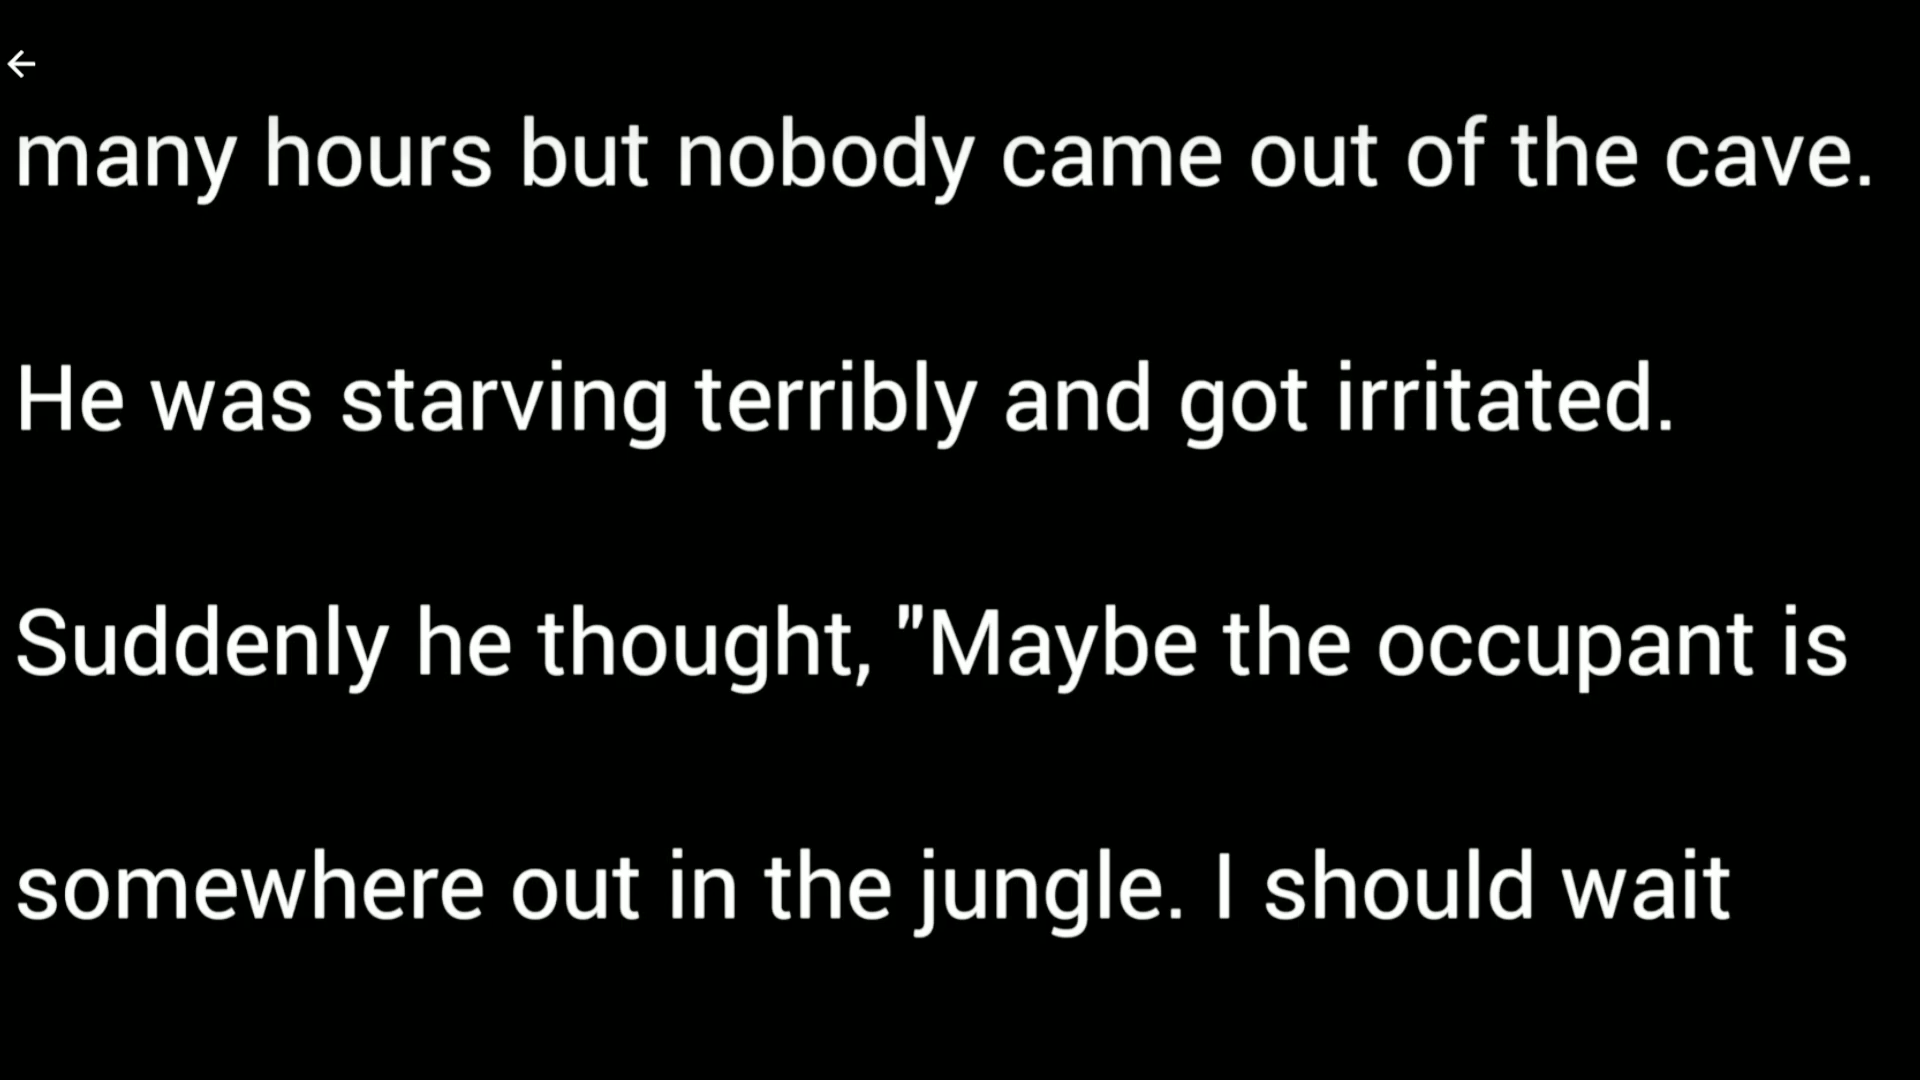 many hours but nobody came out of the cave.
He was starving terribly and got irritated.
Suddenly he thought, "Maybe the occupant is
somewhere out in the jungle. I should wait